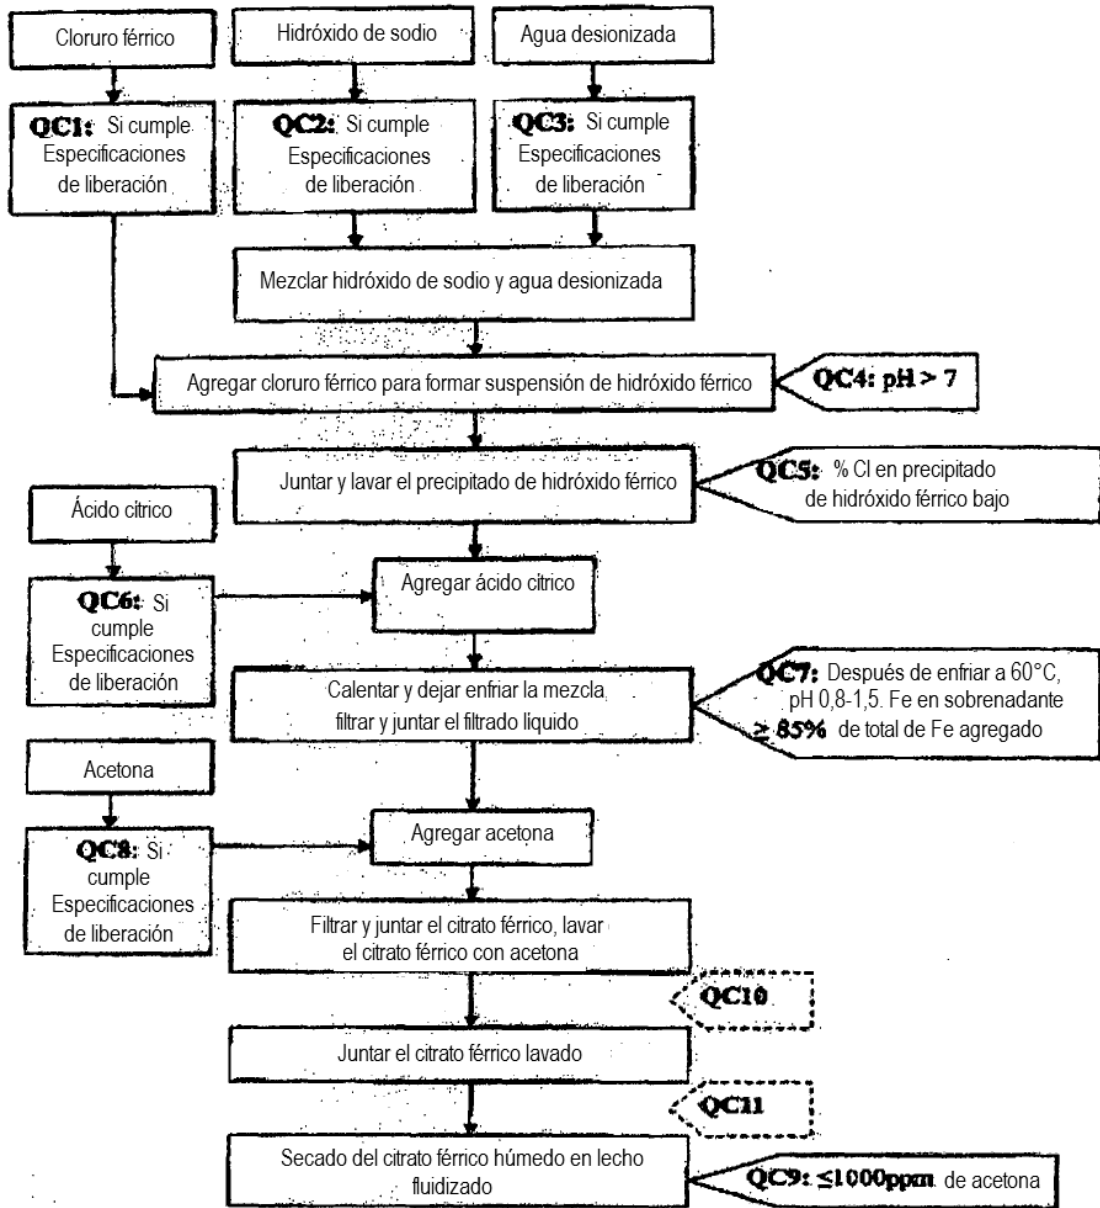 Cloruro férrico
Hidróxido de sodio
Agua desionizada
QC1: Si cumple
Especificaciones
de liberación
QC2: Si cumple
Especificaciones
de liberación
QC3: Si cumple
Especificaciones
de liberación
Mezclar hidróxido de sodio y agua desionizada
Agregar cloruro férrico para formar suspensión de hidróxido férrico
QC4: pH > 7
Juntar y lavar el precipitado de hidróxido férrico
QC5: % Cl en precipitado
de hidróxido férrico bajo
Ácido cítrico
QC6: Si
cumple
Especificaciones
de liberación
Agregar ácido cítrico
Calentar y dejar enfriar la mezcla
filtrar y juntar el filtrado líquido
QC7: Después de enfriar a 60°C,
pH 0,8-1,5. Fe en sobrenadante
≥ 85% de total de Fe agregado
Acetona
QC8: Si
cumple
Especificaciones
de liberación
Agregar acetona
Filtrar y juntar el citrato férrico, lavar
el citrato férrico con acetona
QC10
Juntar el citrato férrico lavado
QC11
Secado del citrato férrico húmedo en lecho
fluidizado
QC9: ≤1000ppm de acetona